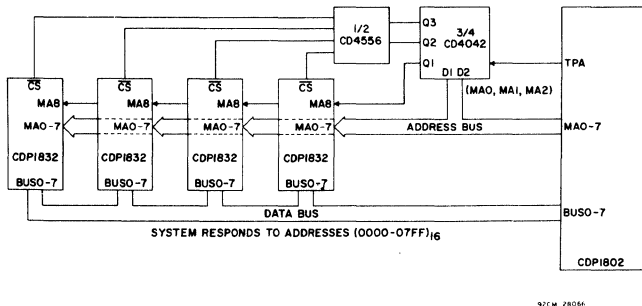 1/2
CD4556
Q3
Q2
Q1
3/4
CD4042
D1 D2
TPA
(MA0, MA1, MA2)
CS
CS
CS
CS
MA8
MA8
MA8
MA8
MA0-7
MA0-7
MA0-7
MA0-7
ADDRESS BUS
MA0-7
CDP1832
CDP1832
CDP1832
CDP1832
BUS0-7
BUS0-7
BUS0-7
BUS0-7
DATA BUS
BUS0-7
SYSTEM RESPONDS TO ADDRESSES (0000-07FF)16
CDP1802
92CM 28066